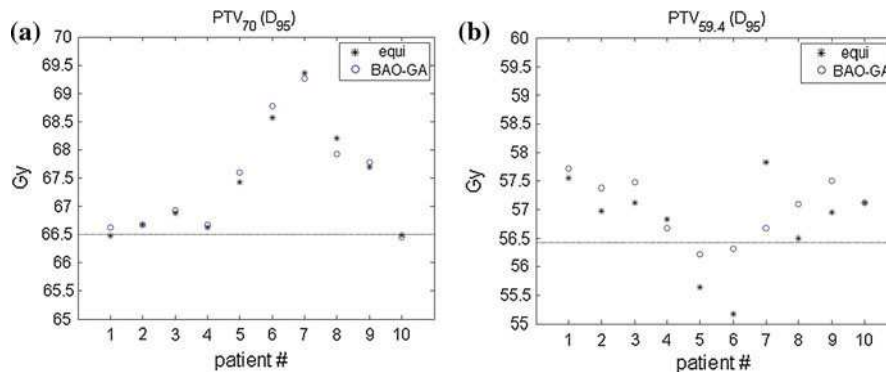 (a)
PTV70 (D95)
70
69.5
69
68.5
68
67.5
67
66.5
66
65.5
65
Gy
equi
BAO-GA
1 2 3 4 5 6 7 8 9 10
patient #
(b)
PTV59.4 (D95)
60
59.5
59
58.5
58
57.5
57
56.5
56
55.5
55
Gy
equi
BAO-GA
1 2 3 4 5 6 7 8 9 10
patient #